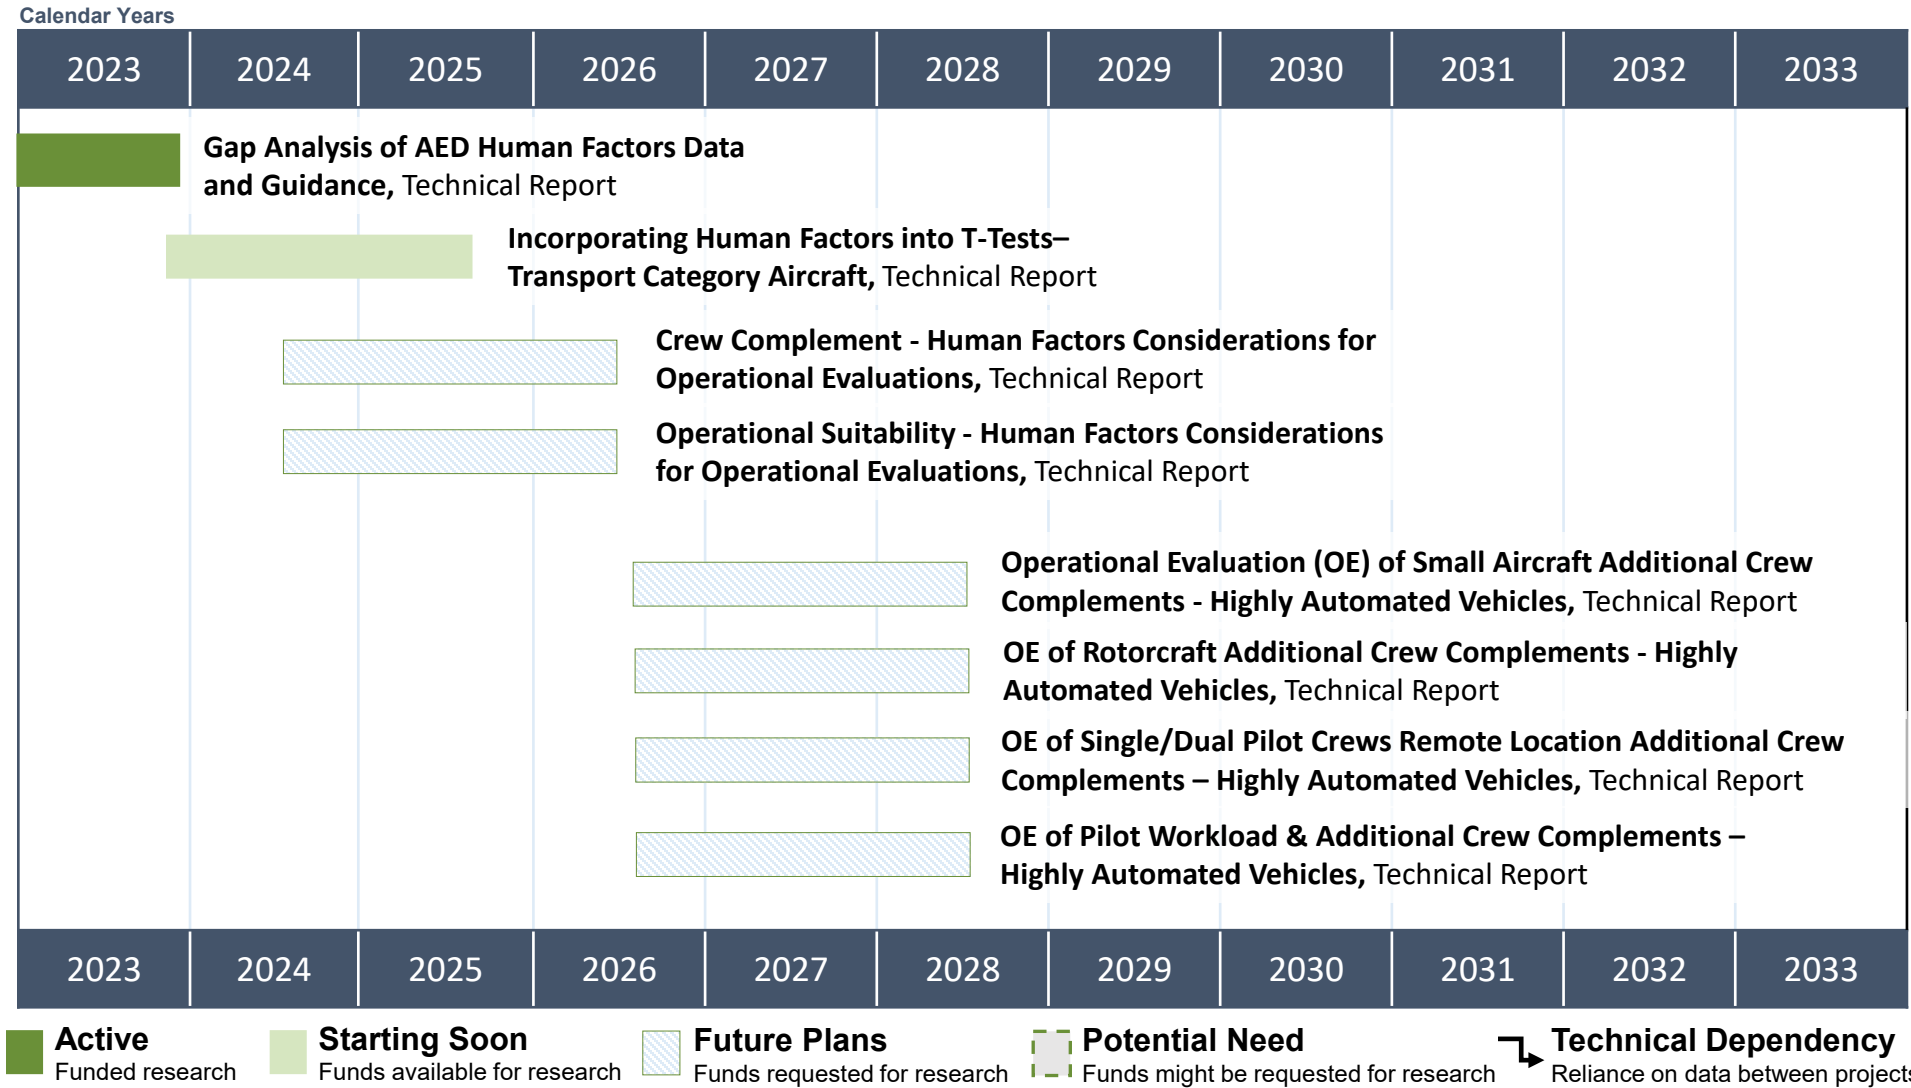 Calendar Years
2023 2024 2025 2026 2027 2028 2029 2030 2031 2032 2033
Gap Analysis of AED Human Factors Data
and Guidance, Technical Report
Incorporating Human Factors into T-Tests–
Transport Category Aircraft, Technical Report
Crew Complement - Human Factors Considerations for
Operational Evaluations, Technical Report
Operational Suitability - Human Factors Considerations
for Operational Evaluations, Technical Report
Operational Evaluation (OE) of Small Aircraft Additional Crew
Complements - Highly Automated Vehicles, Technical Report
OE of Rotorcraft Additional Crew Complements - Highly
Automated Vehicles, Technical Report
OE of Single/Dual Pilot Crews Remote Location Additional Crew
Complements – Highly Automated Vehicles, Technical Report
OE of Pilot Workload & Additional Crew Complements –
Highly Automated Vehicles, Technical Report
2023 2024 2025 2026 2027 2028 2029 2030 2031 2032 2033
Active
Funded research
Starting Soon
Funds available for research
Future Plans
Funds requested for research
Potential Need
Funds might be requested for research
Technical Dependency
Reliance on data between projects